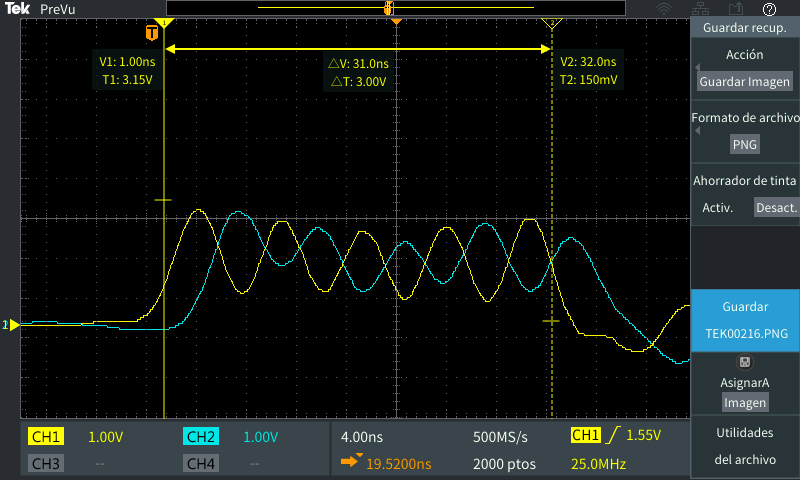 Tek PreVu
T
1
2
V1: 1.00ns
T1: 3.15V
△V: 31.0ns
△T: 3.00V
V2: 32.0ns
T2: 150mV
Guardar recup.
Acción
Guardar Imagen
Formato de archivo
PNG
Ahorrador de tinta
Activ. Desact.
Guardar
TEK00216.PNG
AsignarA
Imagen
Utilidades
del archivo
CH1 1.00V CH2 1.00V
CH3 -- CH4 --
4.00ns 500MS/s
19.5200ns 2000 ptos
CH1 1.55V
25.0MHz